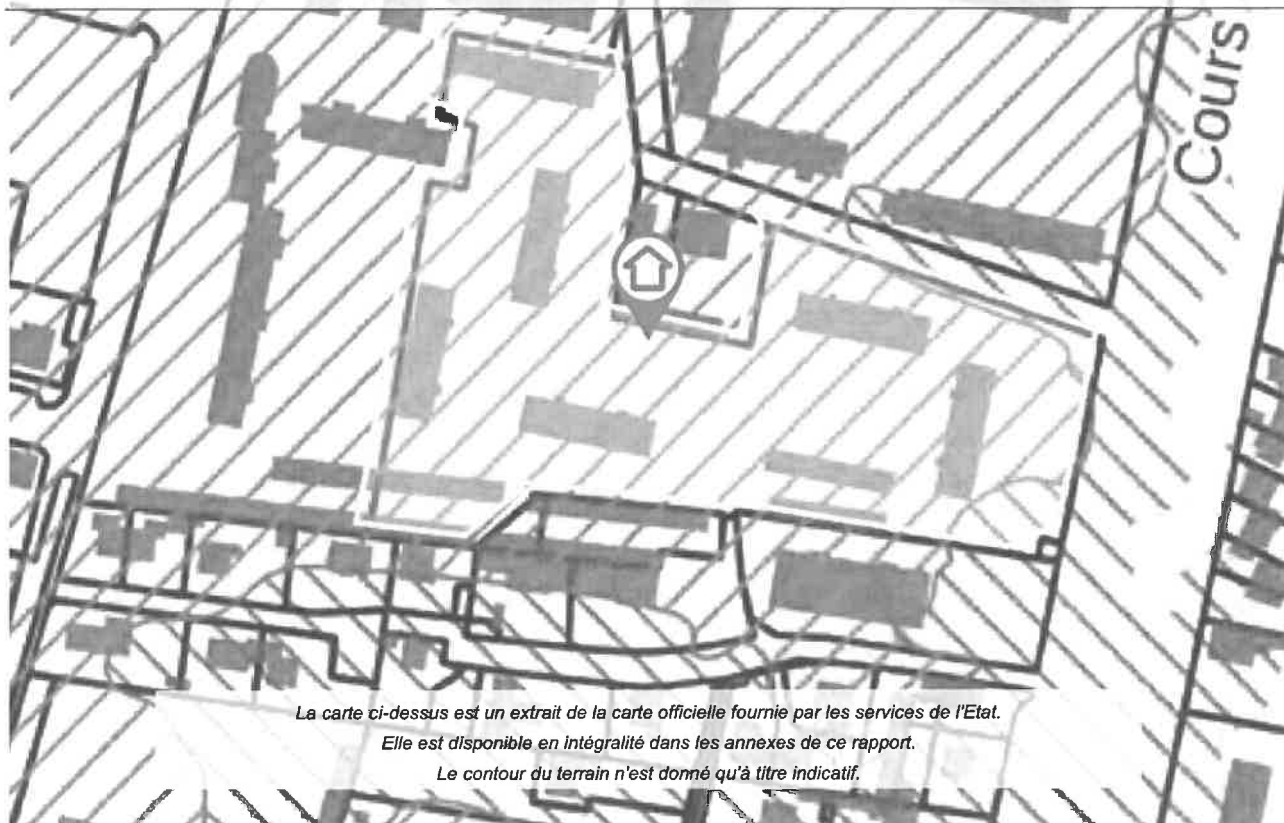 Cours
La carte ci-dessus est un extrait de la carte officielle fournie par les services de l'Etat.
Elle est disponible en intégralité dans les annexes de ce rapport.
Le contour du terrain n'est donné qu'à titre indicatif.